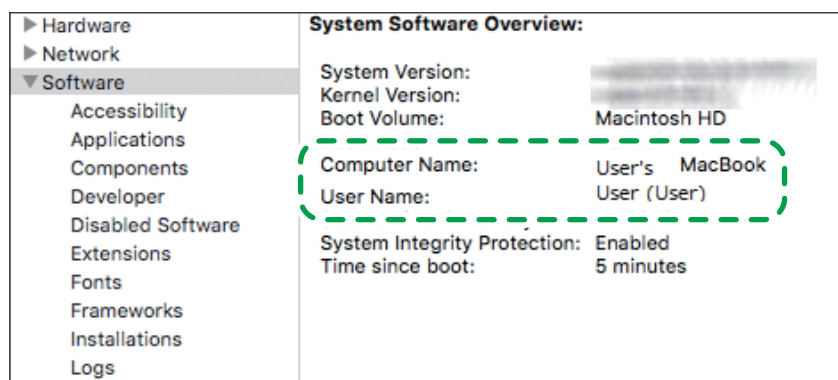 Hardware
Network
Software
Accessibility
Applications
Components
Developer
Disabled Software
Extensions
Fonts
Frameworks
Installations
Logs
System Software Overview:
System Version:
Kernel Version:
Boot Volume: Macintosh HD
Computer Name: User's MacBook
User Name: User (User)
System Integrity Protection: Enabled
Time since boot: 5 minutes